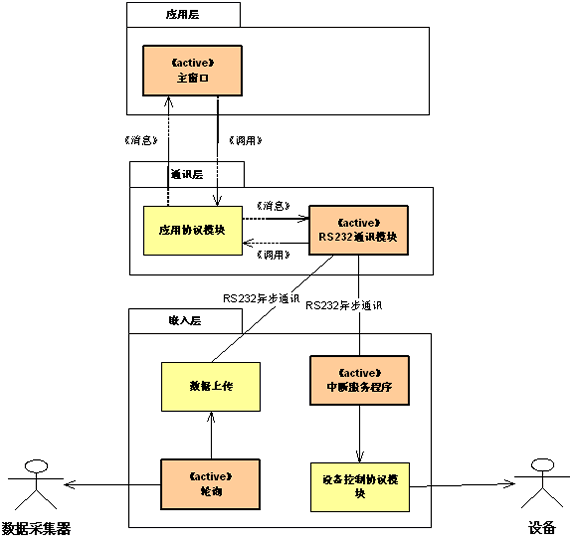 应用层
《active》
主窗口
《消息》
《调用》
通讯层
应用协议模块
《消息》
《调用》
《active》
RS232通讯模块
RS232异步通讯
RS232异步通讯
嵌入层
数据上传
《active》
中断服务程序
《active》
轮询
设备控制协议模
块
数据采集器
设备